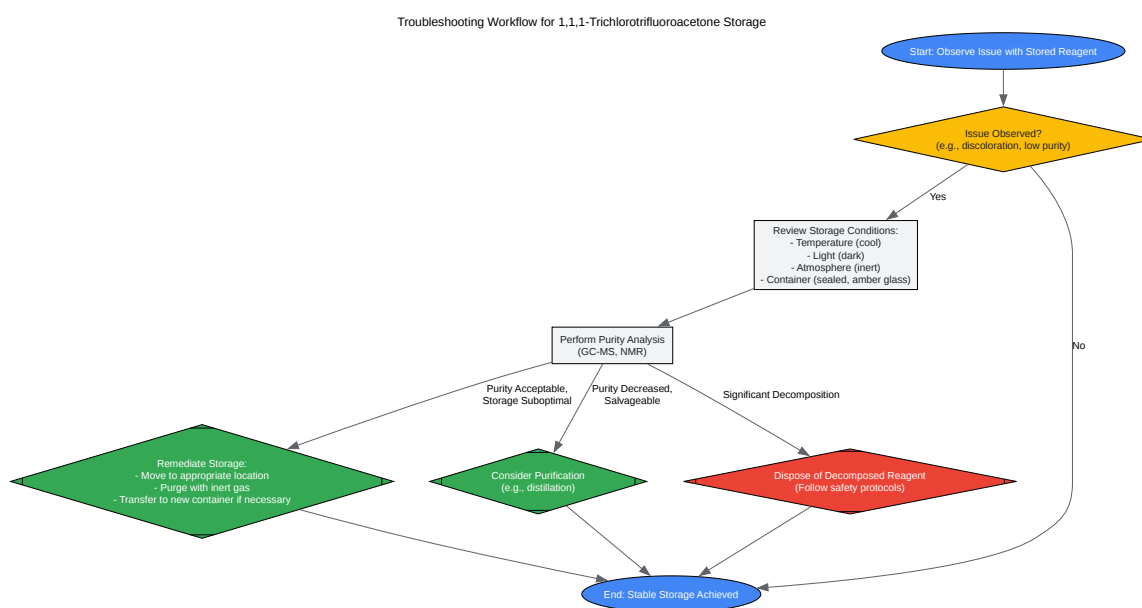 Troubleshooting Workflow for 1,1,1-Trichlorotrifluoroacetone Storage
Start: Observe Issue with Stored Reagent
Issue Observed?
(e.g., discoloration, low purity)
Yes
Review Storage Conditions:
- Temperature (cool)
- Light (dark)
- Atmosphere (inert)
- Container (sealed, amber glass)
No
Perform Purity Analysis
(GC-MS, NMR)
Purity Acceptable,
Storage Suboptimal
Purity Decreased,
Salvageable
Significant Decomposition
Remediate Storage:
- Move to appropriate location
- Purge with inert gas
- Transfer to new container if necessary
Consider Purification
(e.g., distillation)
Dispose of Decomposed Reagent
(Follow safety protocols)
End: Stable Storage Achieved